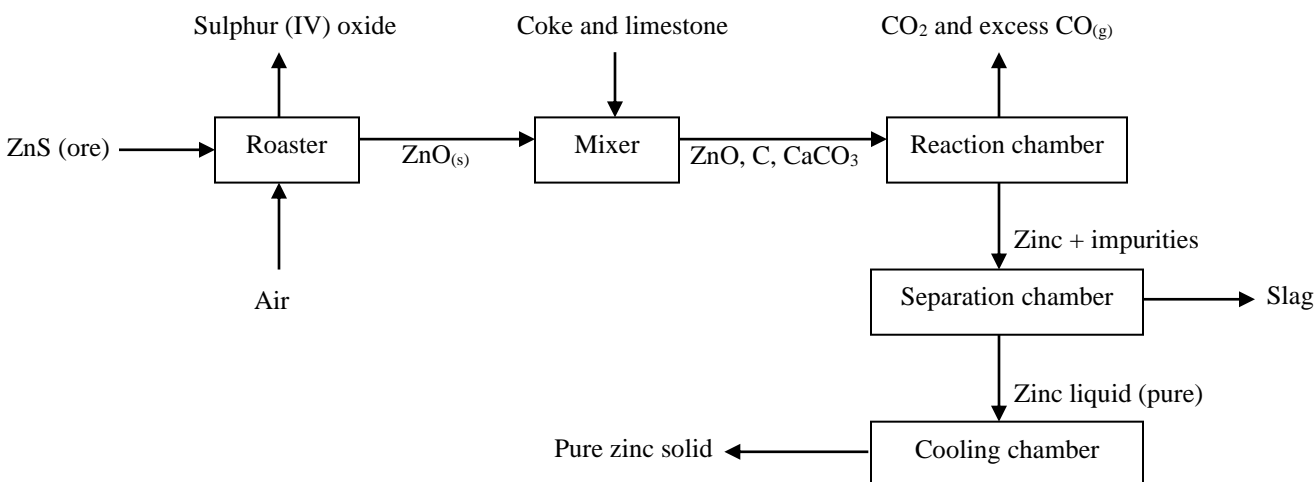 Sulphur (IV) oxide
Coke and limestone
CO₂ and excess CO₍g₎
ZnS (ore)
Roaster
ZnO₍s₎
Mixer
ZnO, C, CaCO₃
Reaction chamber
Air
Zinc + impurities
Separation chamber
Slag
Zinc liquid (pure)
Pure zinc solid
Cooling chamber